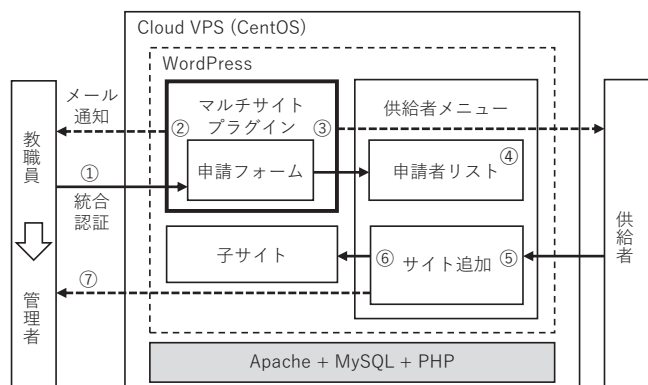 Cloud VPS (CentOS)
WordPress
メール
通知
②
マルチサイト
プラグイン
③
供給者メニュー
教職員
①
統合
認証
申請フォーム
申請者リスト
④
供給者
子サイト
⑥
サイト追加
⑤
⑦
管理者
Apache + MySQL + PHP